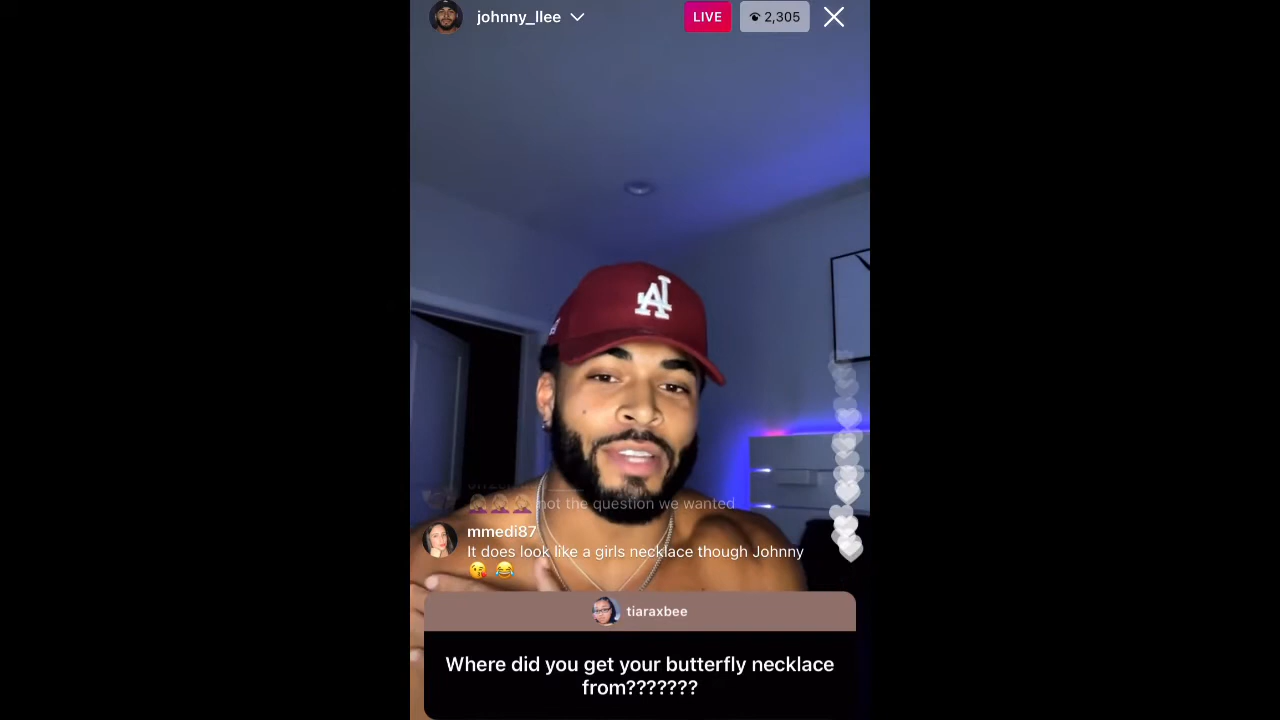 johnny_llee
LIVE
2,305
LA
not the question we wanted
mmedi87
It does look like a girls necklace though Johnny
😘 😂
tiaraxbee
Where did you get your butterfly necklace
from???????